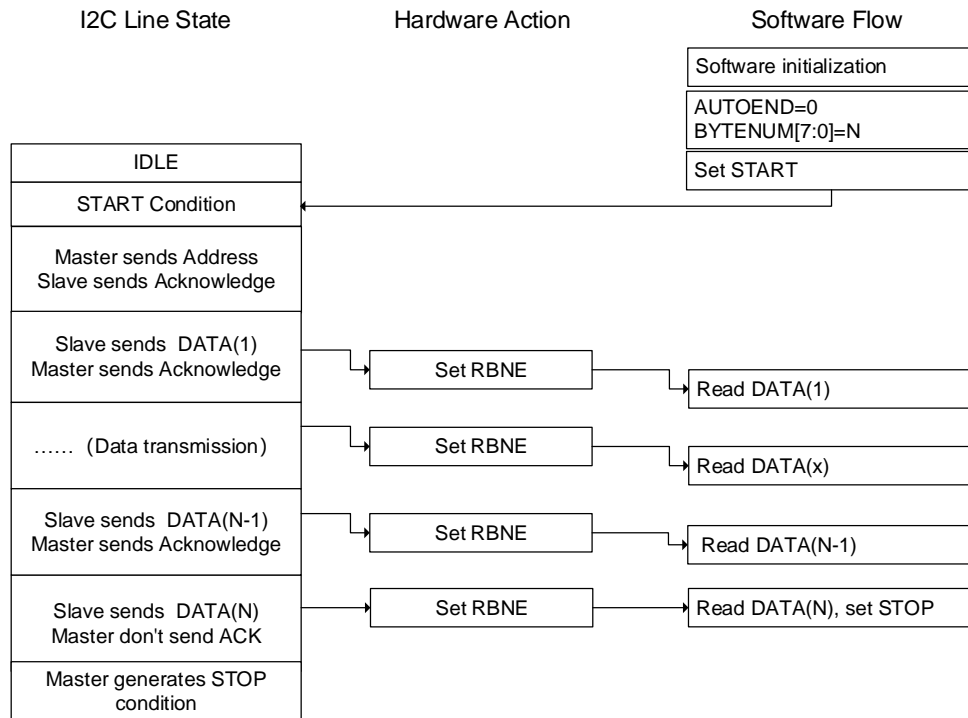 I2C Line State
Hardware Action
Software Flow
Software initialization
AUTOEND=0
BYTENUM[7:0]=N
Set START
IDLE
START Condition
Master sends Address
Slave sends Acknowledge
Slave sends DATA(1)
Master sends Acknowledge
Set RBNE
Read DATA(1)
…… (Data transmission)
Set RBNE
Read DATA(x)
Slave sends DATA(N-1)
Master sends Acknowledge
Set RBNE
Read DATA(N-1)
Slave sends DATA(N)
Master don't send ACK
Set RBNE
Read DATA(N), set STOP
Master generates STOP
condition